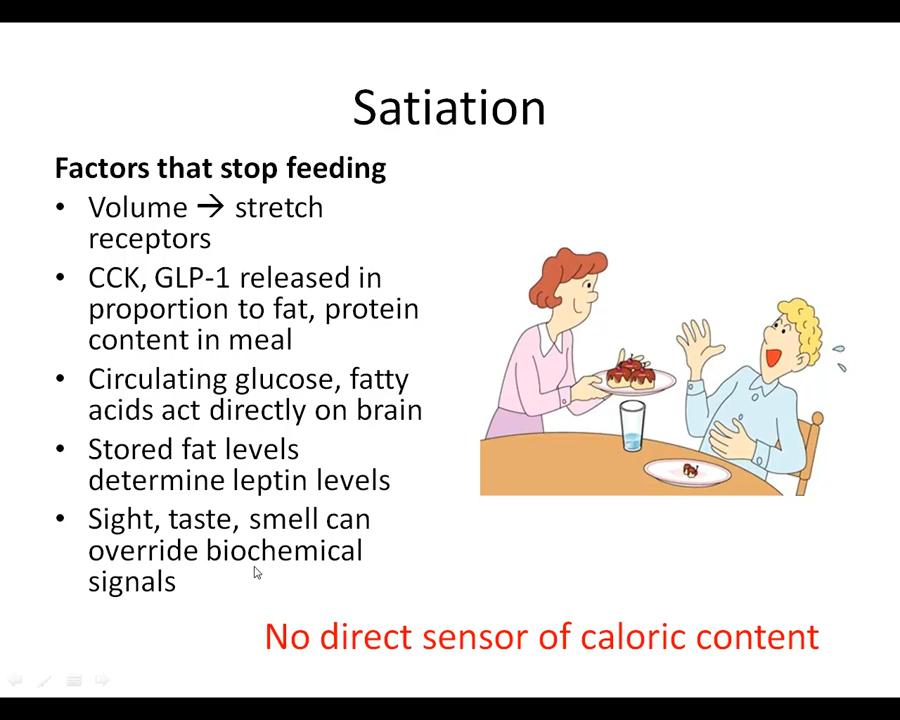 Satiation
Factors that stop feeding
• Volume → stretch
receptors
• CCK, GLP-1 released in
proportion to fat, protein
content in meal
• Circulating glucose, fatty
acids act directly on brain
• Stored fat levels
determine leptin levels
• Sight, taste, smell can
override biochemical
signals
No direct sensor of caloric content